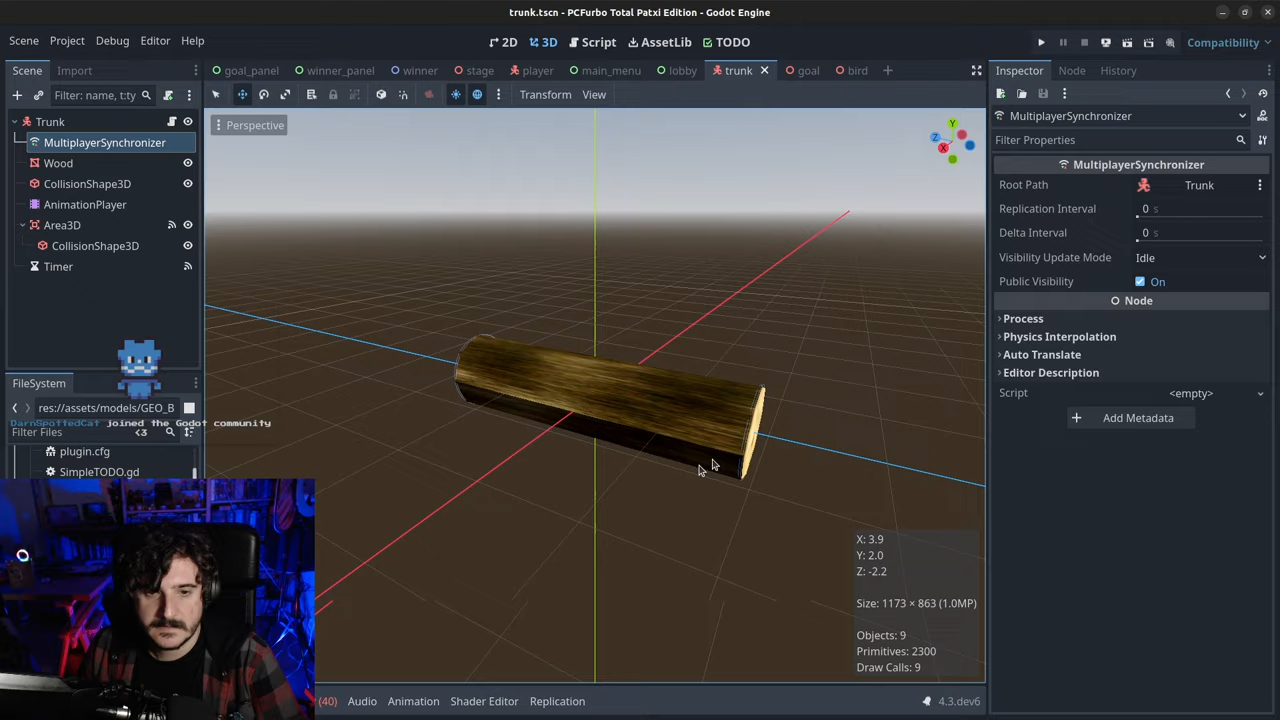 trunk.tscn - PCFurbo Total Patxi Edition - Godot Engine
Scene Project Debug Editor Help
2D 3D Script AssetLib TODO
Compatibility
Scene Import
goal_panel winner_panel winner stage player main_menu lobby trunk goal bird
Inspector Node History
Filter: name, t:ty
Transform View
Trunk
MultiplayerSynchronizer
Wood
CollisionShape3D
AnimationPlayer
Area3D
CollisionShape3D
Timer
Perspective
Y
Z
X
MultiplayerSynchronizer
Filter Properties
MultiplayerSynchronizer
Root Path Trunk
Replication Interval 0 s
Delta Interval 0 s
Visibility Update Mode Idle
Public Visibility On
Node
Process
Physics Interpolation
Auto Translate
Editor Description
Script <empty>
Add Metadata
FileSystem
res://assets/models/GEO_B
DarnSpottedCat joined the Godot community
Filter Files <3
plugin.cfg
SimpleTODO.gd
X: 3.9
Y: 2.0
Z: -2.2
Size: 1173 × 863 (1.0MP)
Objects: 9
Primitives: 2300
Draw Calls: 9
(40) Audio Animation Shader Editor Replication
4.3.dev6